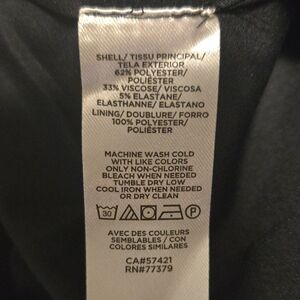 SHELL/ TISSU PRINCIPAL/
TELA EXTERIOR
62% POLYESTER/
POLIÉSTER
33% VISCOSE/ VISCOSA
5% ELASTANE/
ELASTHANNE/ ELASTANO
LINING/ DOUBLURE/ FORRO
100% POLYESTER/
POLIÉSTER
MACHINE WASH COLD
WITH LIKE COLORS
ONLY NON-CHLORINE
BLEACH WHEN NEEDED
TUMBLE DRY LOW
COOL IRON WHEN NEEDED
OR DRY CLEAN
30 P
AVEC DES COULEURS
SEMBLABLES / CON
COLORES SIMILARES
CA#57421
RN#77379